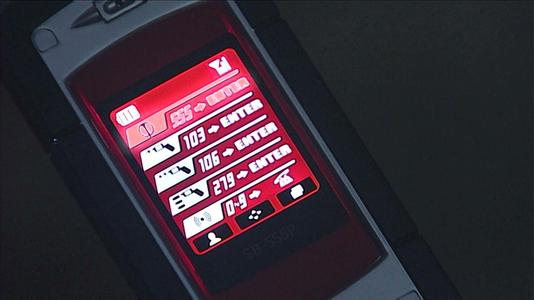 555 → ENTER
103 → ENTER
106 → ENTER
279 → ENTER
0~9 →
SB-555P